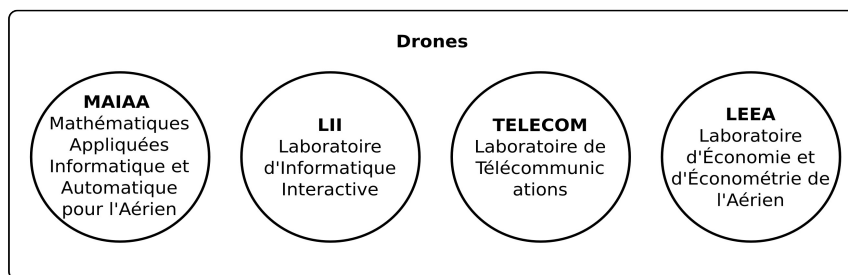 Drones
MAIAA
Mathématiques
Appliquées
Informatique et
Automatique
pour l'Aérien
LII
Laboratoire
d'Informatique
Interactive
TELECOM
Laboratoire de
Télécommunic
ations
LEEA
Laboratoire
d'Économie et
d'Économétrie de
l'Aérien